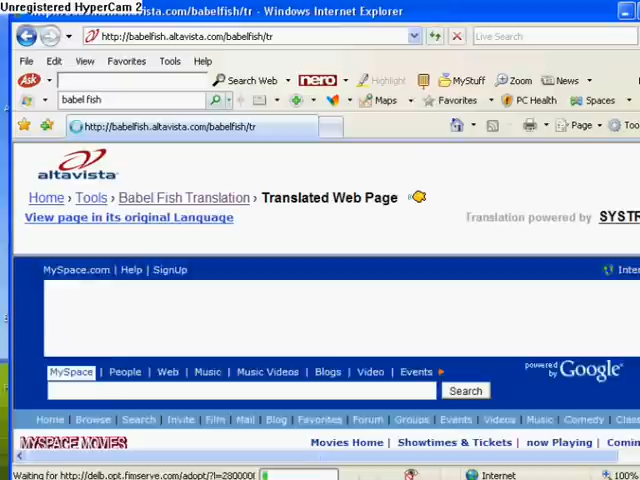 Unregistered HyperCam 2
babelfish.altavista.com/babelfish/tr - Windows Internet Explorer
http://babelfish.altavista.com/babelfish/tr Live Search
File Edit View Favorites Tools Help
Ask Search Web nero Highlight MyStuff Zoom News
babel fish Maps Favorites PC Health Spaces
http://babelfish.altavista.com/babelfish/tr Page Too
altavista
Home › Tools › Babel Fish Translation › Translated Web Page
View page in its original Language Translation powered by SYSTR
MySpace.com | Help | SignUp Inter
MySpace | People | Web | Music | Music Videos | Blogs | Video | Events powered by Google
Search
Home | Browse | Search | Invite | Film | Mail | Blog | Favorites | Forum | Groups | Events | Videos | Music | Comedy | Class
MYSPACE MOVIES Movies Home | Showtimes & Tickets | now Playing | Comin
Waiting for http://delb.opt.fimserve.com/adopt/?l=280000 Internet 100%